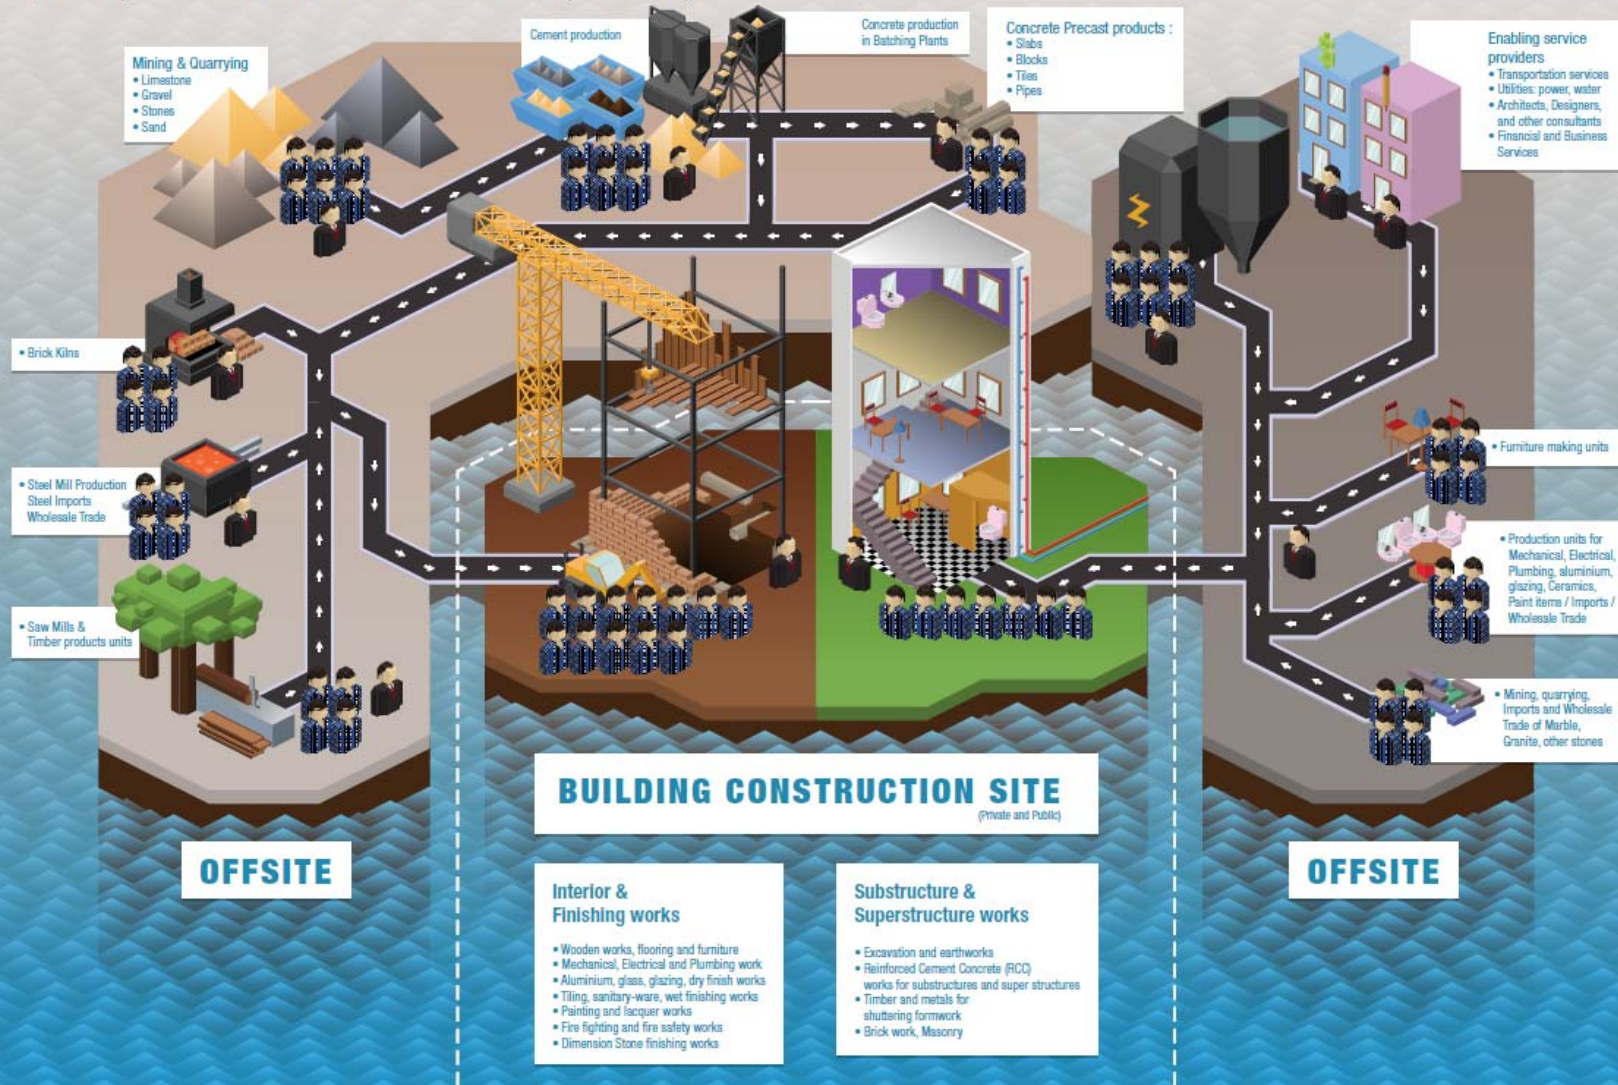 Mining & Quarrying
• Limestone
• Gravel
• Stones
• Sand
Cement production
Concrete production
in Batching Plants
Concrete Precast products :
• Slabs
• Blocks
• Tiles
• Pipes
Enabling service
providers
• Transportation services
• Utilities: power, water
• Architects, Designers,
and other consultants
• Financial and Business
Services
• Brick Kilns
• Steel Mill Production
Steel Imports
Wholesale Trade
• Saw Mills &
Timber products units
• Furniture making units
• Production units for
Mechanical, Electrical,
Plumbing, aluminium,
glazing, Ceramics,
Paint items / Imports /
Wholesale Trade
• Mining, quarrying,
Imports and Wholesale
Trade of Marble,
Granite, other stones
BUILDING CONSTRUCTION SITE
(Private and Public)
OFFSITE
OFFSITE
Interior &
Finishing works
• Wooden works, flooring and furniture
• Mechanical, Electrical and Plumbing work
• Aluminium, glass, glazing, dry finish works
• Tiling, sanitary-ware, wet finishing works
• Painting and lacquer works
• Fire fighting and fire safety works
• Dimension Stone finishing works
Substructure &
Superstructure works
• Excavation and earthworks
• Reinforced Cement Concrete (RCC)
works for substructures and super structures
• Timber and metals for
shuttering formwork
• Brick work, Masonry